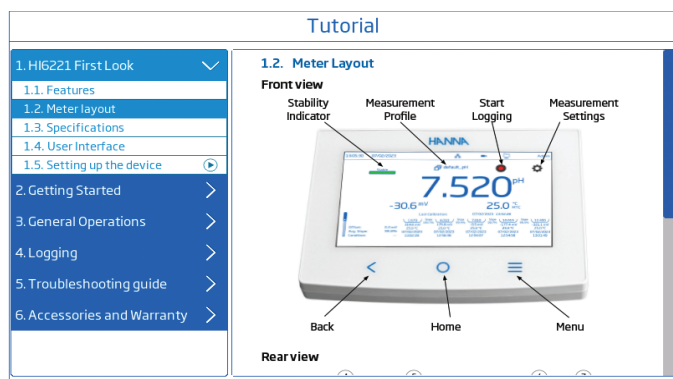 Tutorial
1. HI6221 First Look
1.1. Features
1.2. Meter layout
1.3. Specifications
1.4. User Interface
1.5. Setting up the device
2. Getting Started
3. General Operations
4. Logging
5. Troubleshooting guide
6. Accessories and Warranty
1.2. Meter Layout
Front view
Stability Indicator
Measurement Profile
Start Logging
Measurement Settings
HANNA
default_pH
7.520 pH
-30.6 mV
25.0 °C
Back
Home
Menu
Rear view